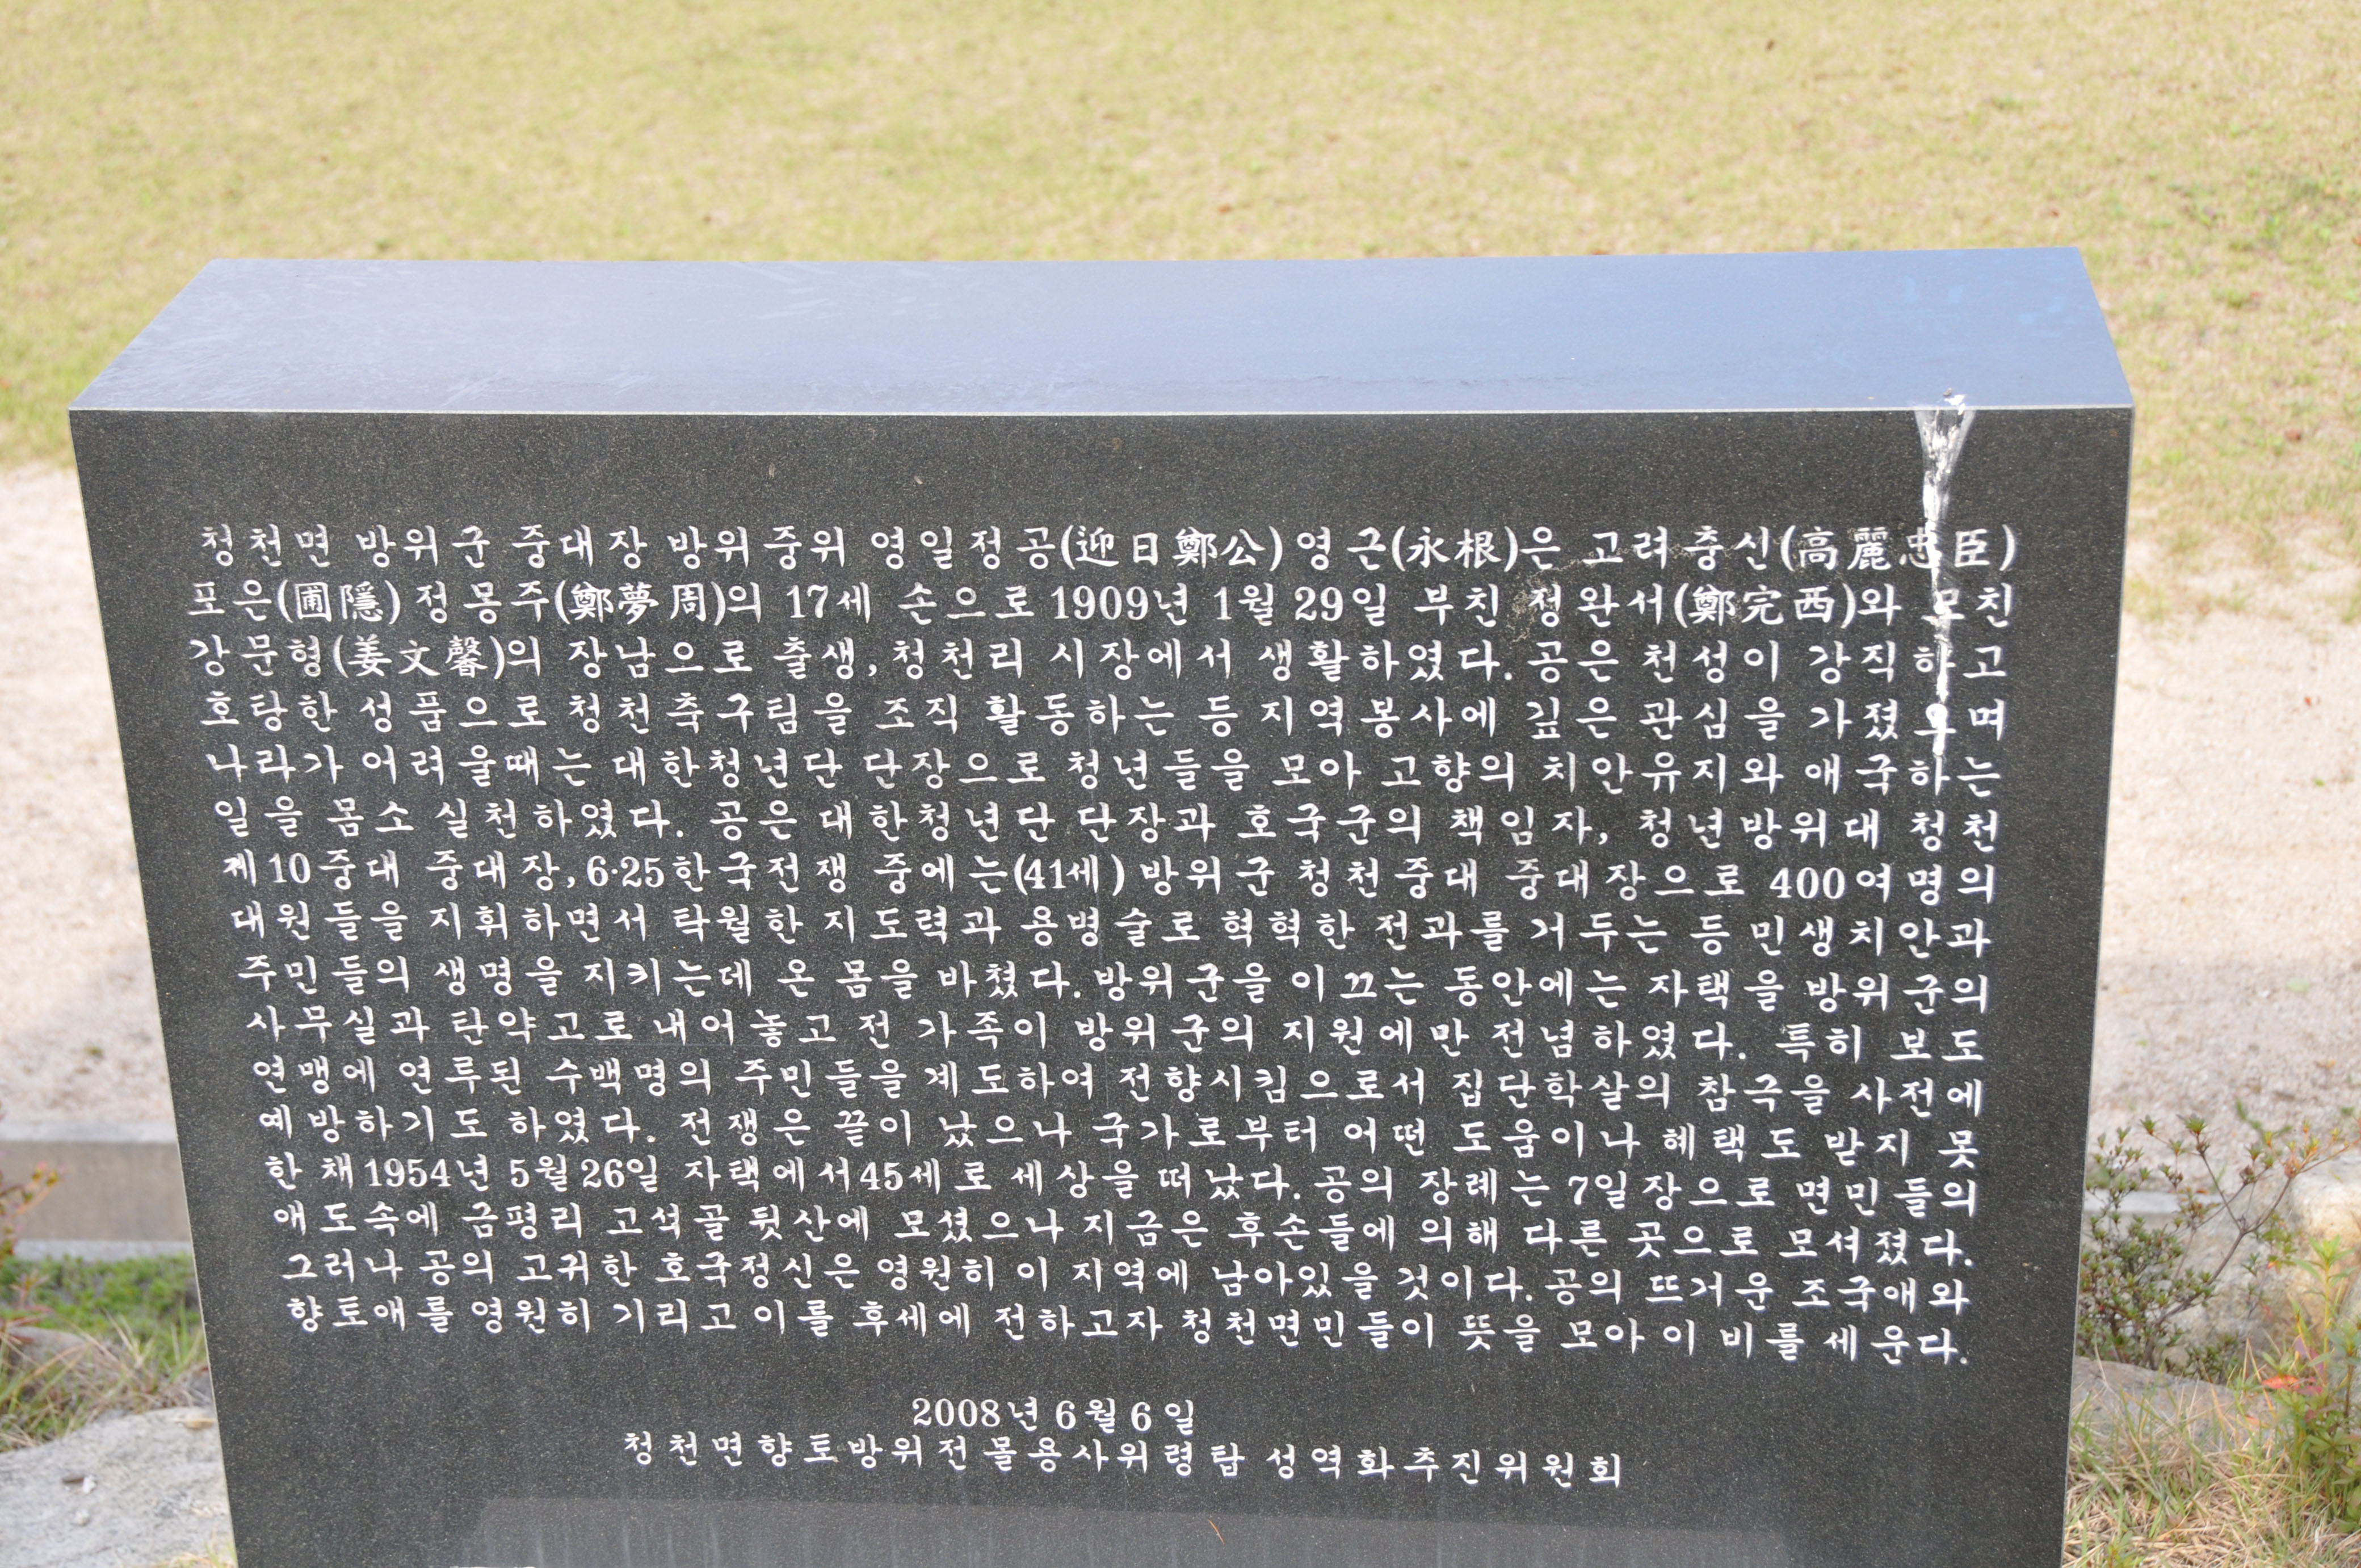 청천면 방위군 중대장 방위중위 영일정공(迎日鄭公)영근(永根)은 고려충신(高麗忠臣)
포은(圃隱)정몽주(鄭夢周)의 17세 손으로 1909년 1월 29일 부친 정완서(鄭完西)와 모친
강문형(姜文馨)의 장남으로 출생,청천리 시장에서 생활하였다. 공은 천성이 강직하고
호탕한 성품으로 청천축구팀을 조직 활동하는 등 지역봉사에 깊은 관심을 가졌으며
나라가 어려울때는 대한청년단 단장으로 청년들을 모아 고향의 치안유지와 애국하는
일을 몸소 실천하였다. 공은 대한청년단 단장과 호국군의 책임자, 청년방위대 청천
제10중대 중대장,6·25한국전쟁 중에는(41세) 방위군 청천중대 중대장으로 400여명의
대원들을 지휘하면서 탁월한 지도력과 용병술로 혁혁한 전과를 거두는 등 민생치안과
주민들의 생명을 지키는데 온 몸을 바쳤다. 방위군을 이끄는 동안에는 자택을 방위군의
사무실과 탄약고로 내어놓고 전 가족이 방위군의 지원에만 전념하였다. 특히 보도
연맹에 연루된 수백명의 주민들을 계도하여 전향시킴으로서 집단학살의 참극을 사전에
예방하기도 하였다. 전쟁은 끝이 났으나 국가로부터 어떤 도움이나 혜택도 받지 못
한 채 1954년 5월 26일 자택에서 45세로 세상을 떠났다. 공의 장례는 7일장으로 면민들의
애도속에 금평리 고석골 뒷산에 모셨으나 지금은 후손들에 의해 다른 곳으로 모셔졌다.
그러나 공의 고귀한 호국정신은 영원히 이 지역에 남아있을 것이다. 공의 뜨거운 조국애와
향토애를 영원히 기리고 이를 후세에 전하고자 청천면민들이 뜻을 모아 이 비를 세운다.
2008년 6월 6일
청천면향토방위전몰용사위령탑 성역화추진위원회